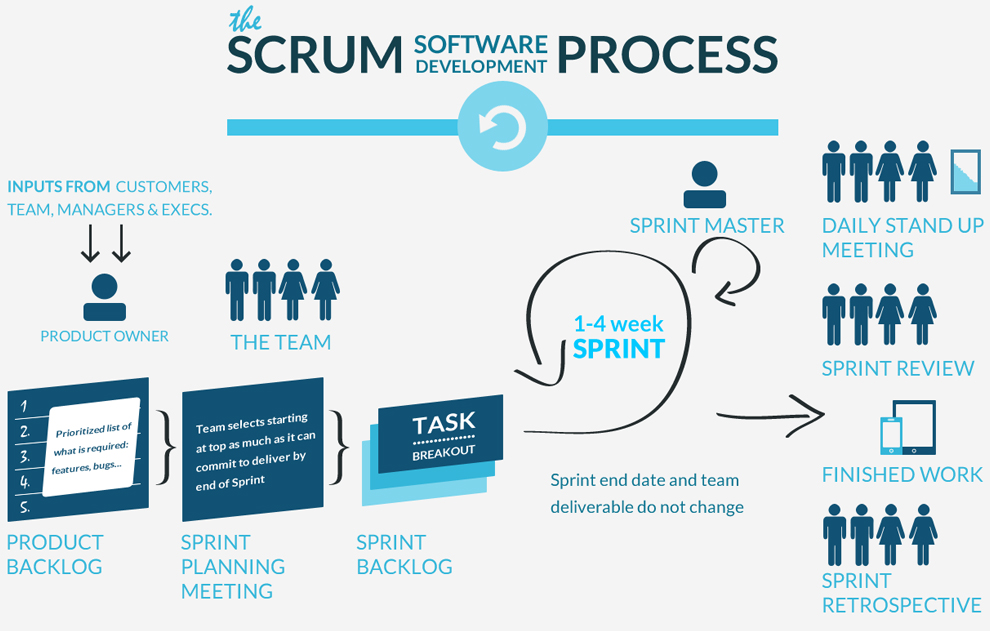 the
SCRUM SOFTWARE DEVELOPMENT PROCESS
INPUTS FROM CUSTOMERS,
TEAM, MANAGERS & EXECS.
PRODUCT OWNER
THE TEAM
1
2.
3.
4.
5.
Prioritized list of
what is required:
features, bugs...
PRODUCT
BACKLOG
Team selects starting
at top as much as it can
commit to deliver by
end of Sprint
SPRINT
PLANNING
MEETING
TASK
BREAKOUT
SPRINT
BACKLOG
1-4 week
SPRINT
SPRINT MASTER
Sprint end date and team
deliverable do not change
DAILY STAND UP
MEETING
SPRINT REVIEW
FINISHED WORK
SPRINT
RETROSPECTIVE